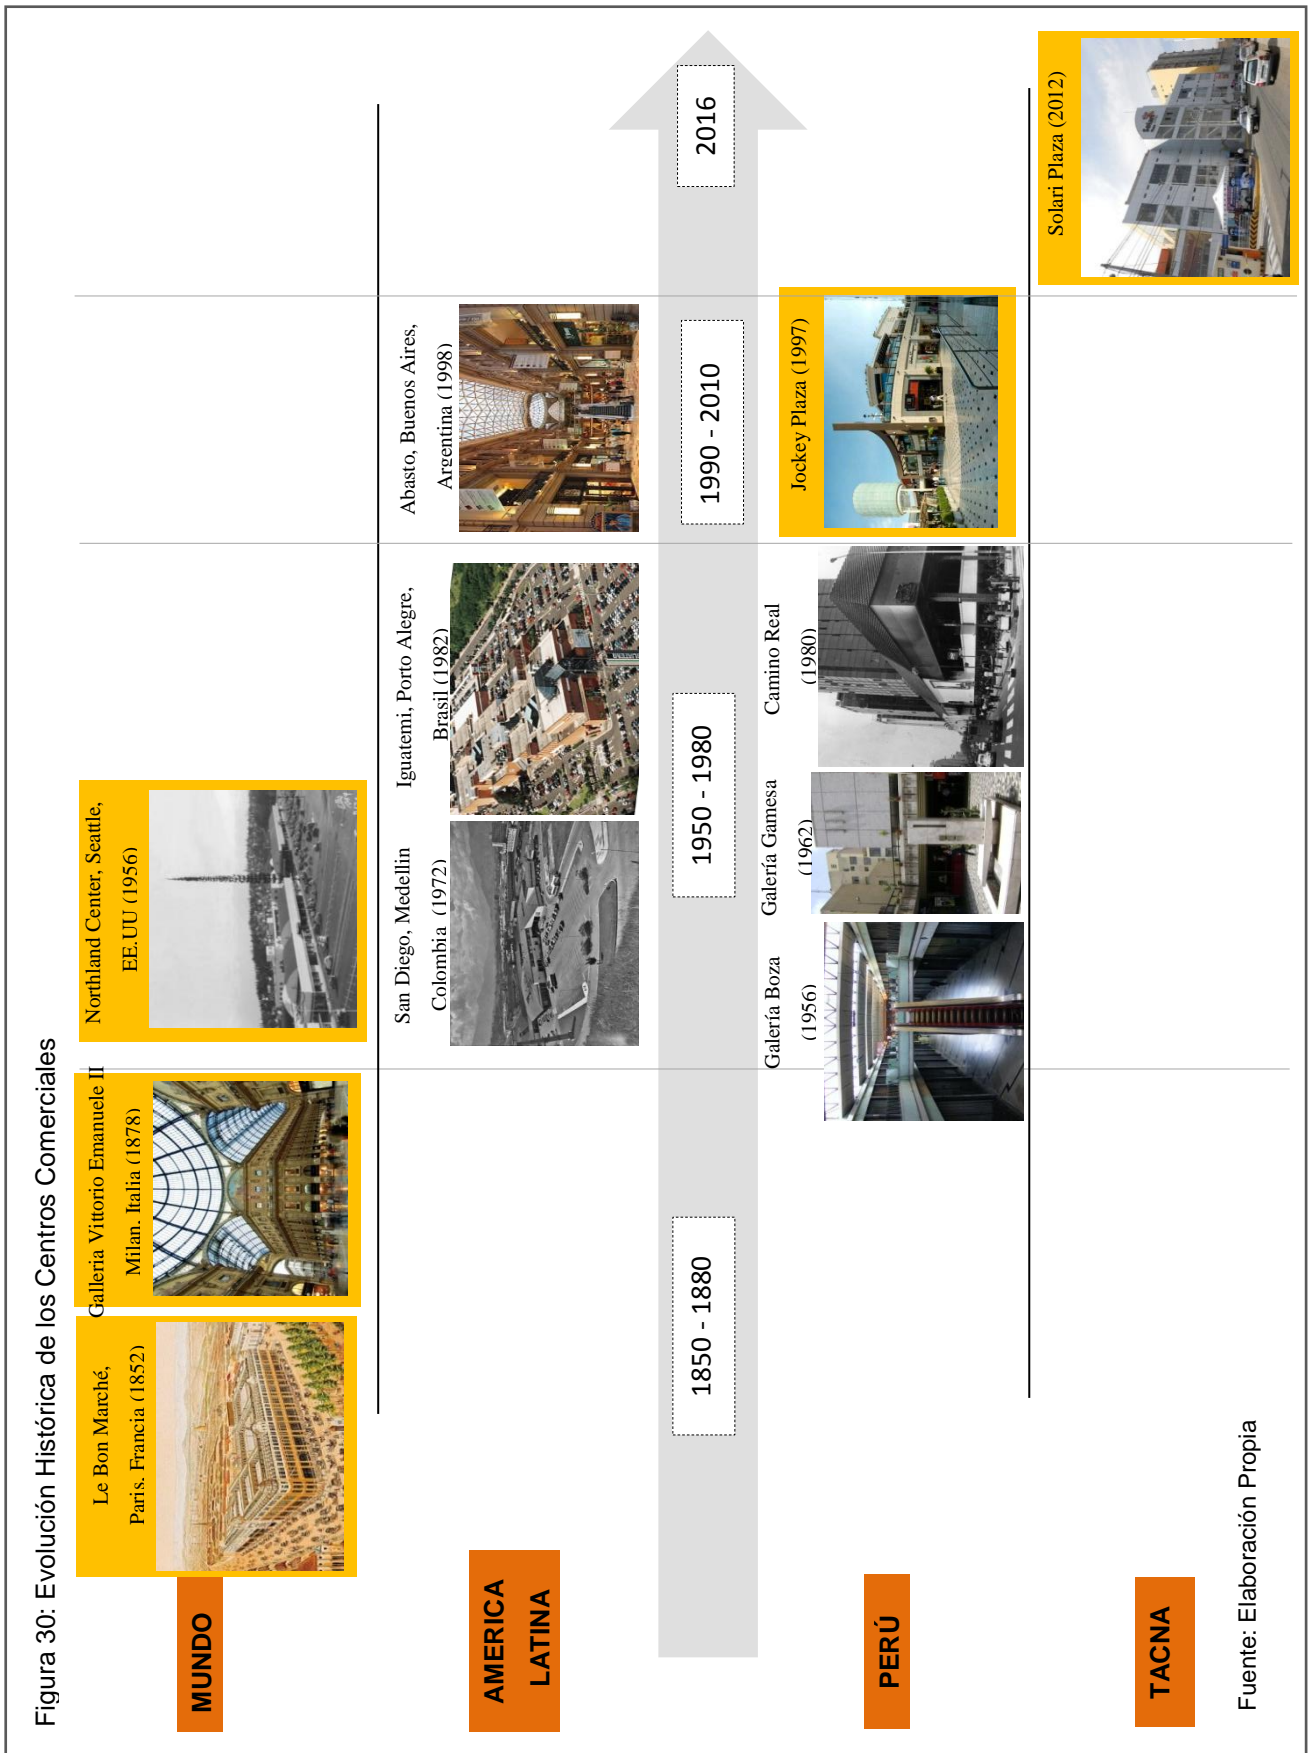 Figura 30: Evolución Histórica de los Centros Comerciales
MUNDO
Le Bon Marché,
Paris. Francia (1852)
Galleria Vittorio Emanuele II
Milan. Italia (1878)
Northland Center, Seattle,
EE.UU (1956)
AMERICA
LATINA
San Diego, Medellin
Colombia (1972)
Iguatemi, Porto Alegre,
Brasil (1982)
Abasto, Buenos Aires,
Argentina (1998)
1850 - 1880
1950 - 1980
1990 - 2010
2016
PERÚ
Galería Boza
(1956)
Galería Gamesa
(1962)
Camino Real
(1980)
Jockey Plaza (1997)
TACNA
Solari Plaza (2012)
Fuente: Elaboración Propia